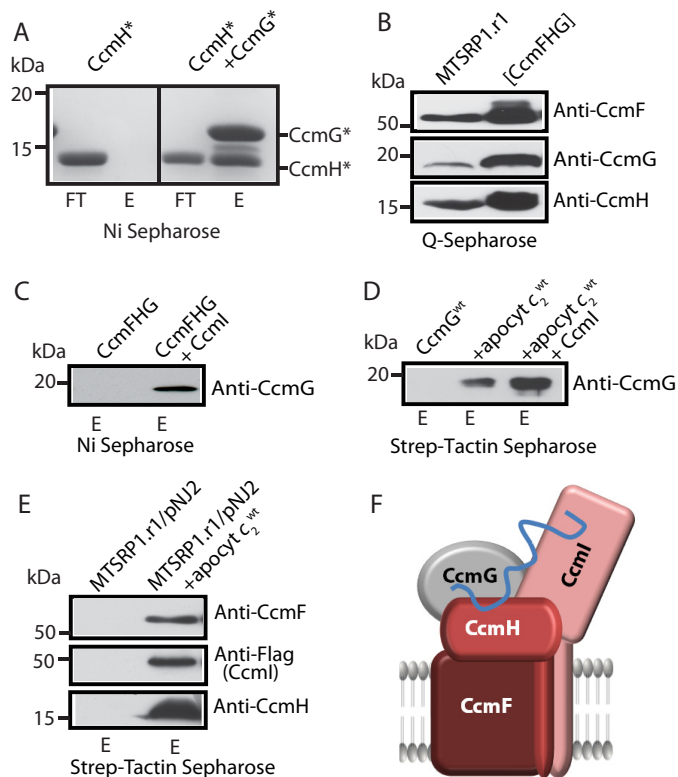 A
kDa
CcmH*
CcmH*
+CcmG*
20
15
CcmG*
CcmH*
FT E FT E
Ni Sepharose
B
kDa
MTSRP1.r1
[CcmFHG]
50
Anti-CcmF
20
Anti-CcmG
15
Anti-CcmH
Q-Sepharose
C
kDa
CcmFHG
CcmFHG
+ CcmI
20
Anti-CcmG
E E
Ni Sepharose
D
kDa
CcmGwt
+apocyt c2wt
+apocyt c2wt
+ CcmI
20
Anti-CcmG
E E E
Strep-Tactin Sepharose
E
kDa
MTSRP1.r1/pNJ2
MTSRP1.r1/pNJ2
+apocyt c2wt
50
Anti-CcmF
50
Anti-Flag
(CcmI)
15
Anti-CcmH
E E
Strep-Tactin Sepharose
F
CcmG
CcmI
CcmH
CcmF